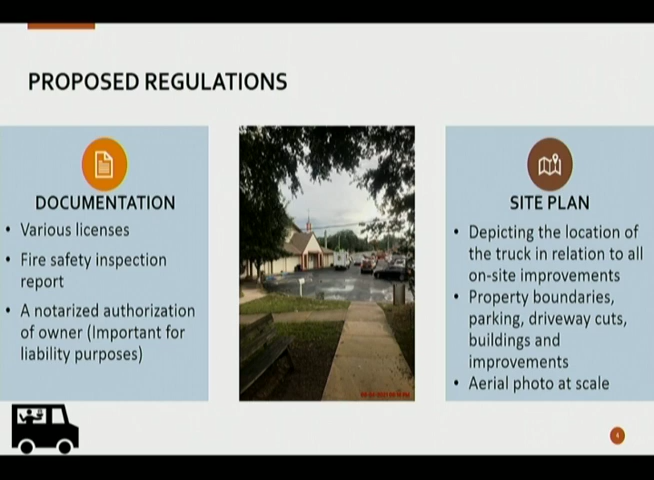 PROPOSED REGULATIONS
DOCUMENTATION
• Various licenses
• Fire safety inspection
report
• A notarized authorization
of owner (Important for
liability purposes)
SITE PLAN
• Depicting the location of
the truck in relation to all
on-site improvements
• Property boundaries,
parking, driveway cuts,
buildings and
improvements
• Aerial photo at scale